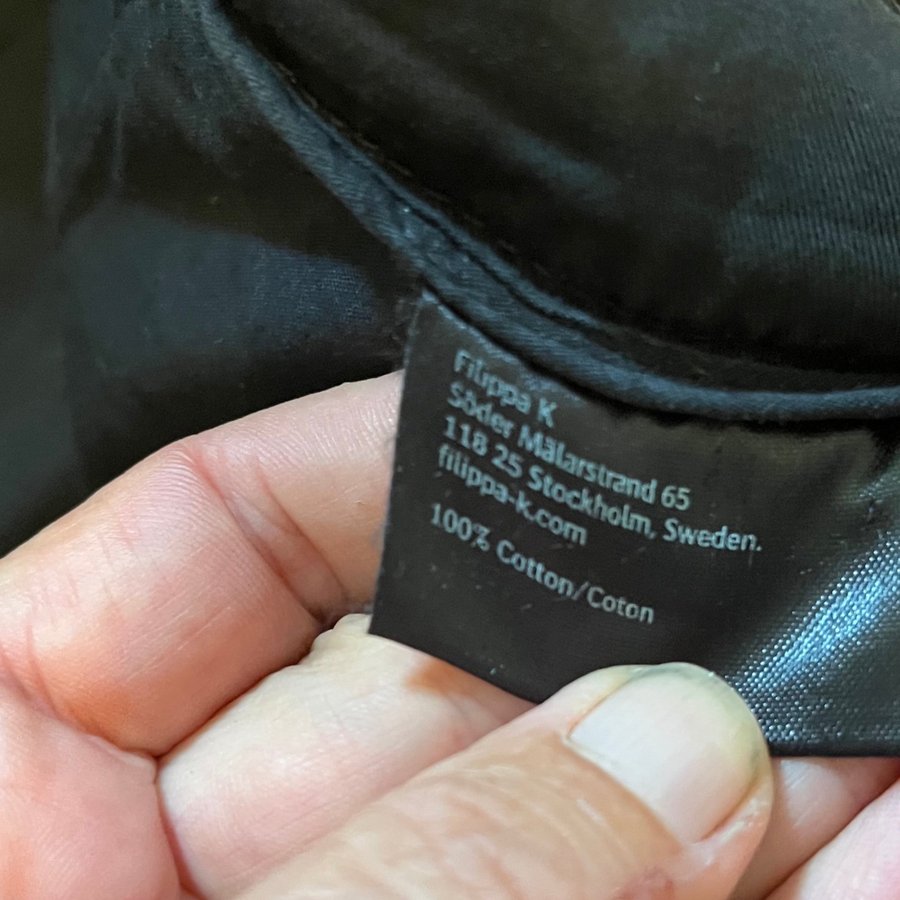 Filippa K
Söder Mälarstrand 65
118 25 Stockholm, Sweden.
filippa-k.com
100% Cotton/Coton